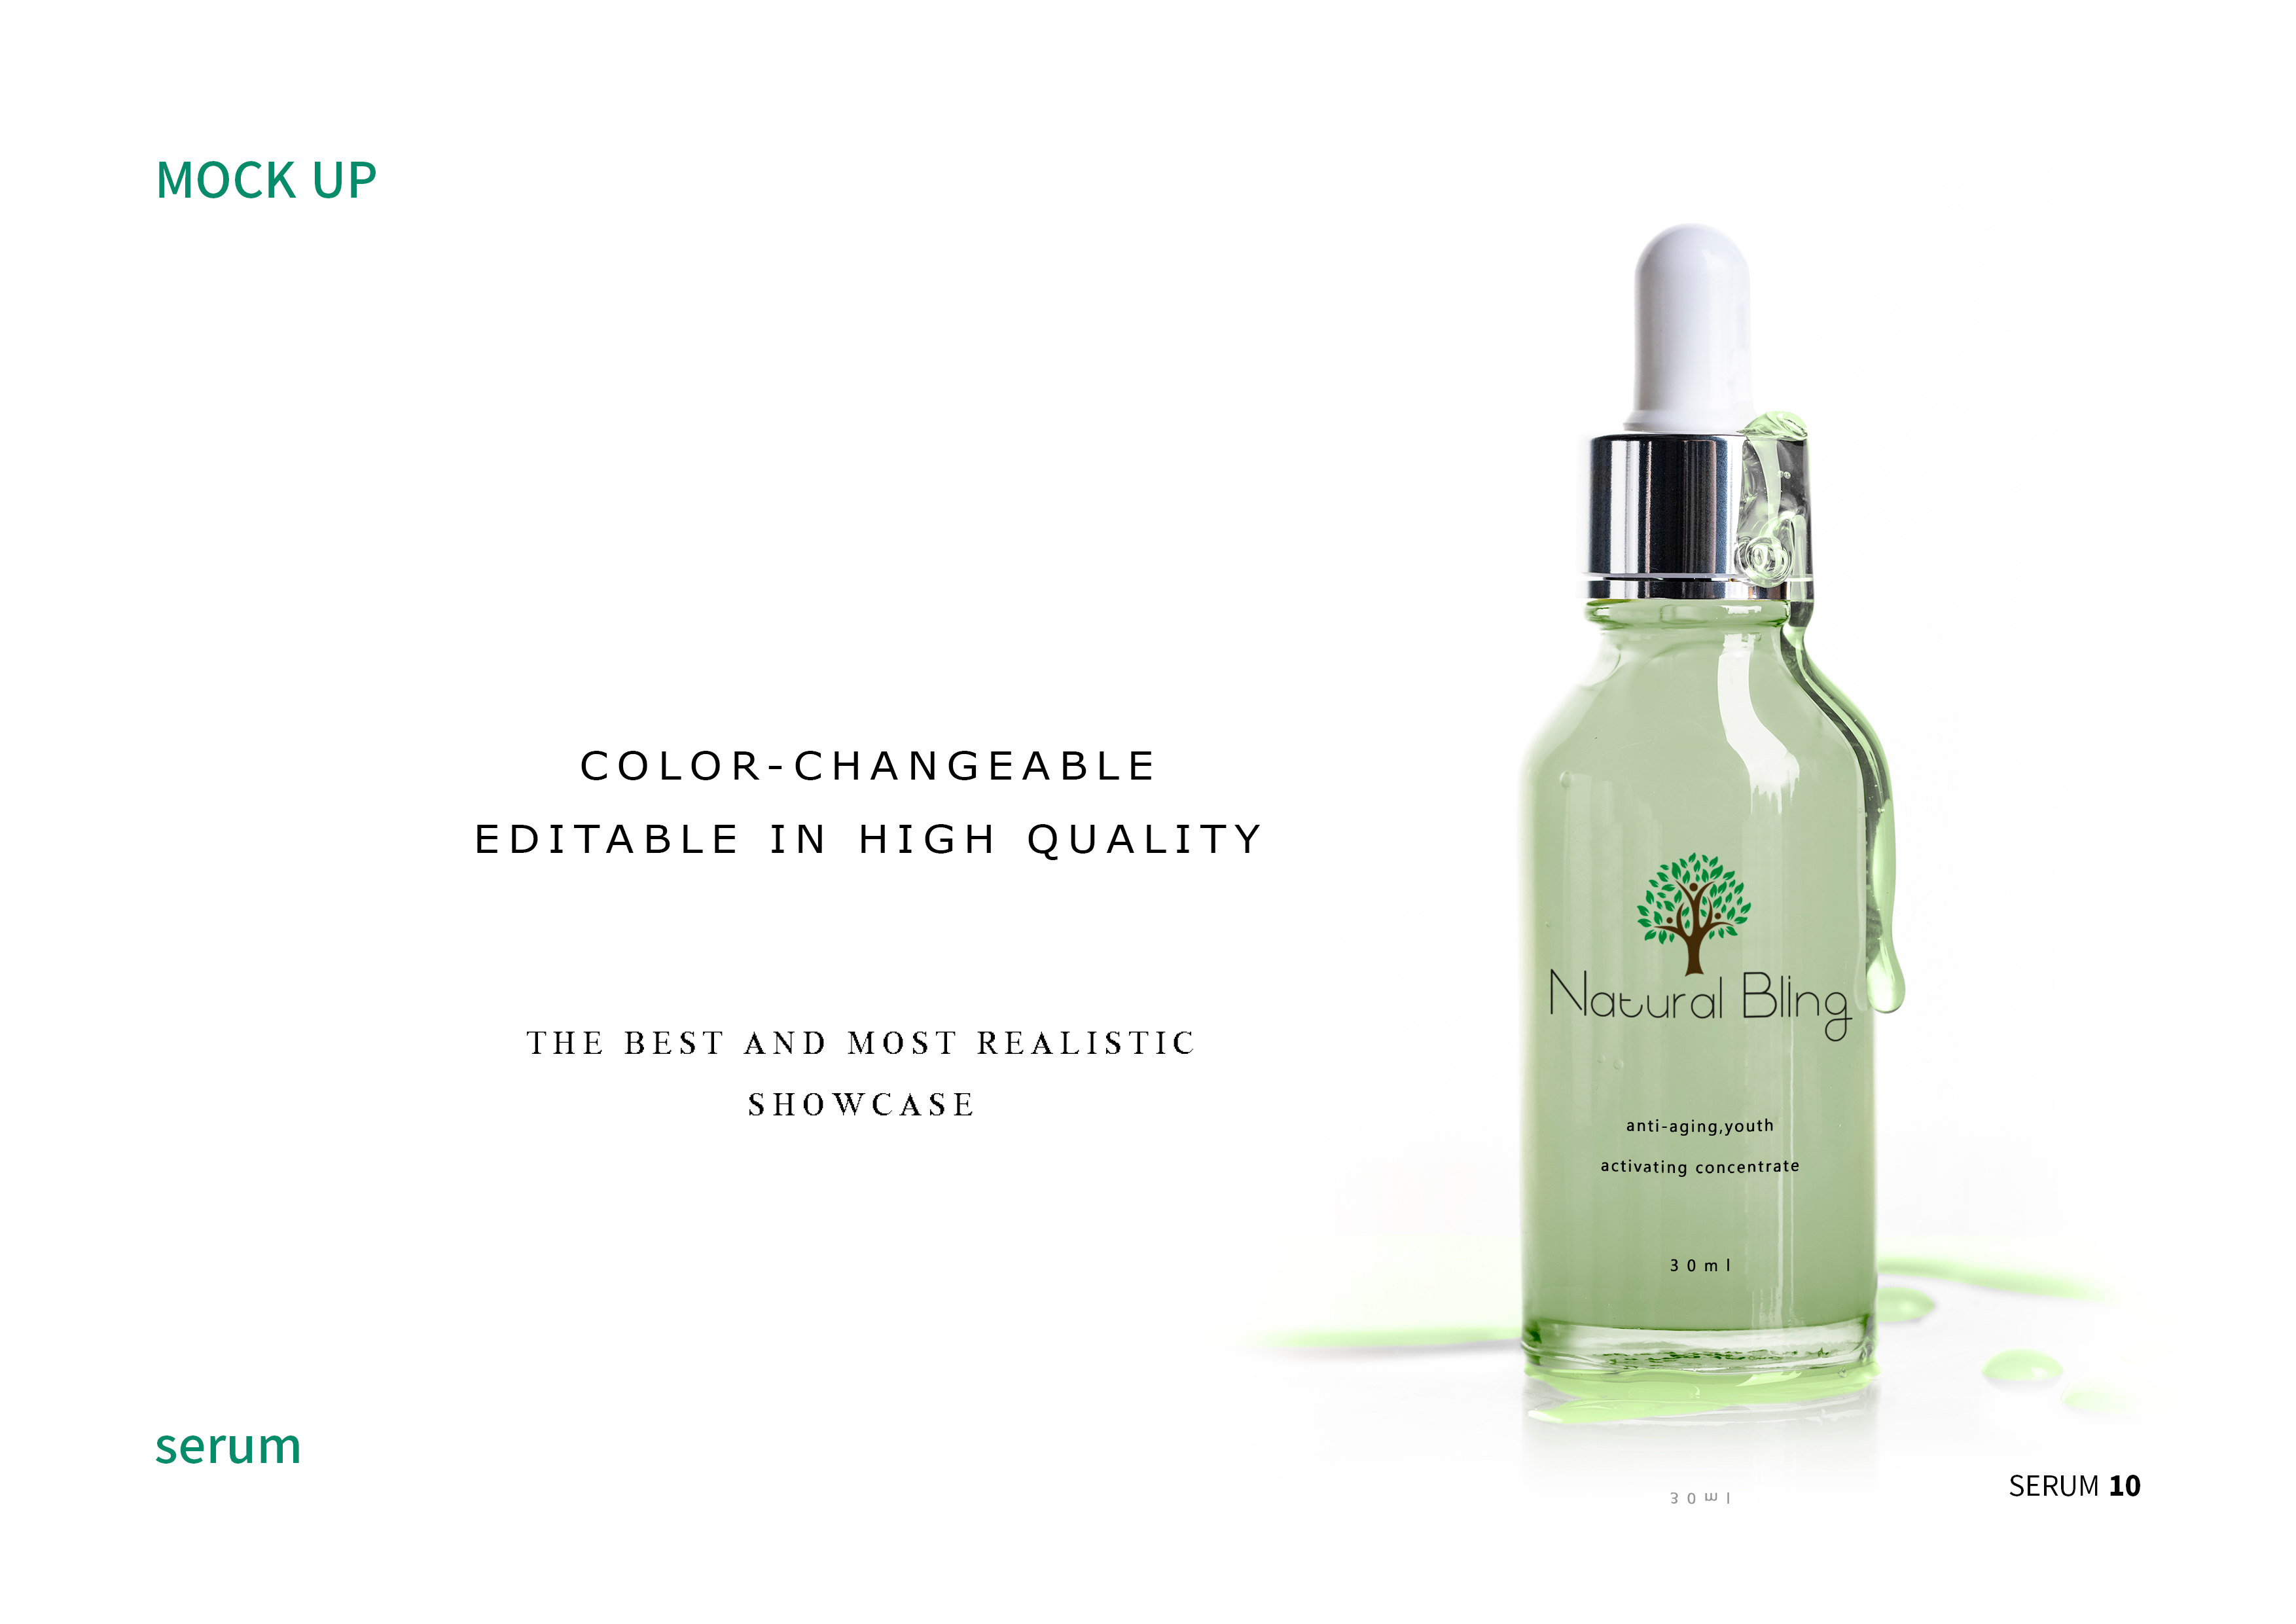 MOCK UP
COLOR-CHANGEABLE
EDITABLE IN HIGH QUALITY
THE BEST AND MOST REALISTIC
SHOWCASE
Natural Bling
anti-aging,youth
activating concentrate
30ml
serum
SERUM 10
30ml